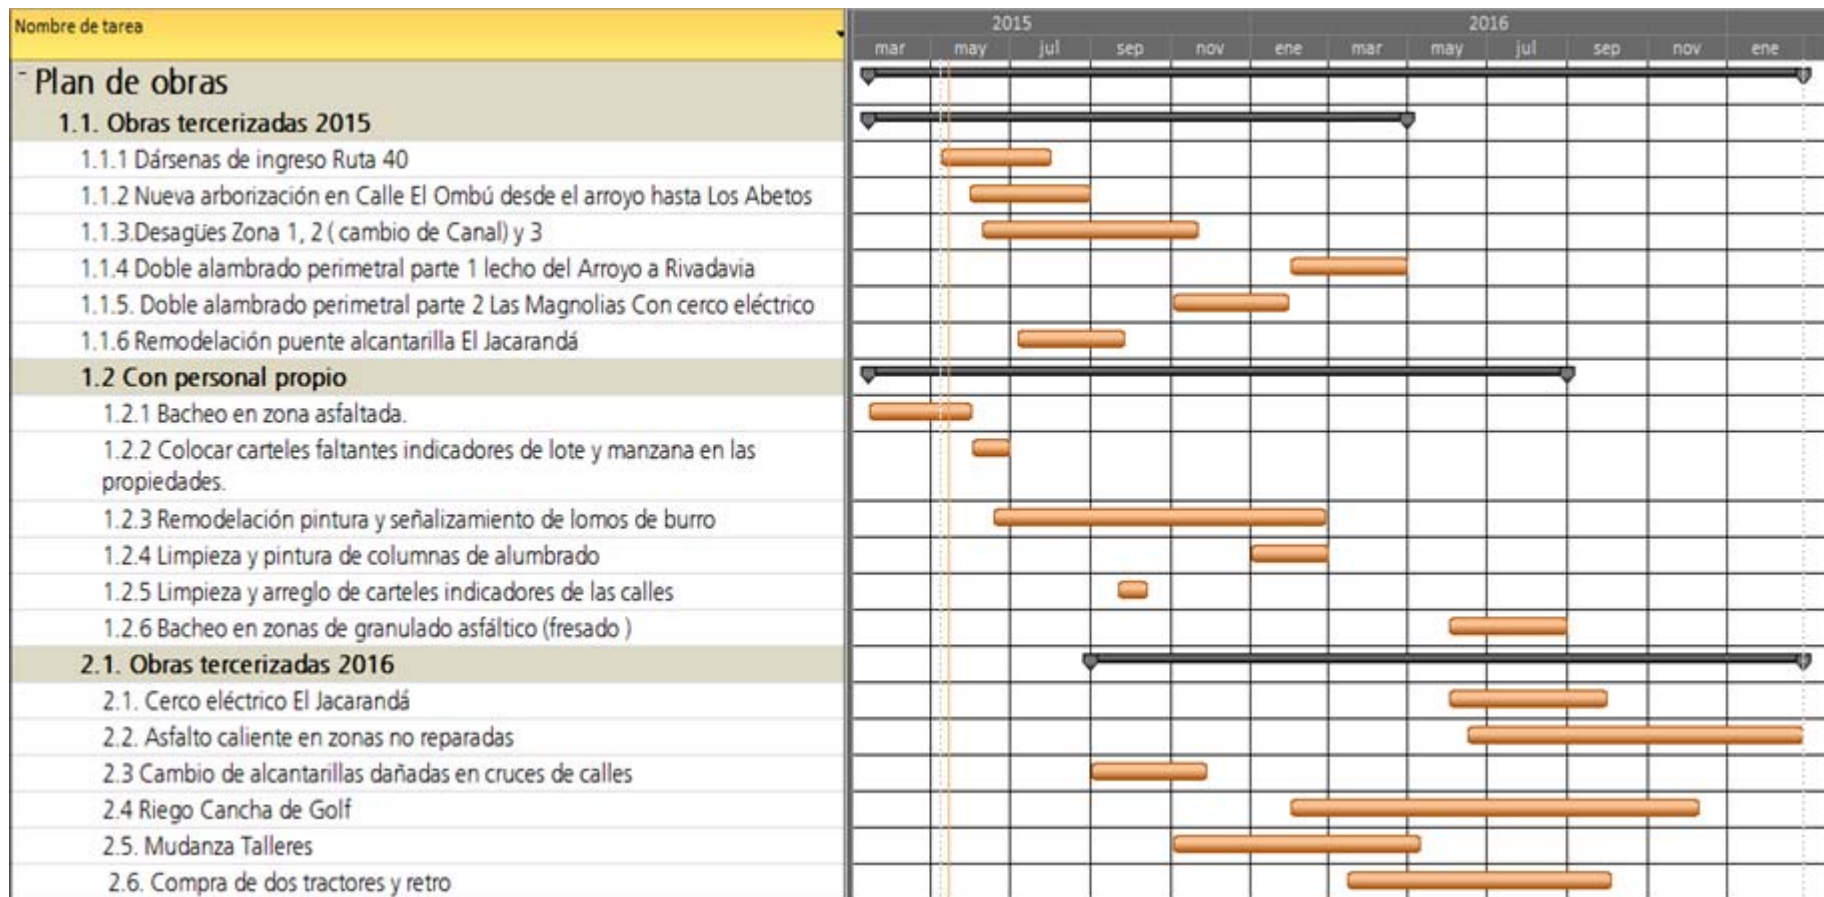 Nombre de tarea
2015 2016
mar may jul sep nov ene mar may jul sep nov ene
- Plan de obras
1.1. Obras tercerizadas 2015
1.1.1 Dársenas de ingreso Ruta 40
1.1.2 Nueva arborización en Calle El Ombú desde el arroyo hasta Los Abetos
1.1.3.Desagües Zona 1, 2 ( cambio de Canal) y 3
1.1.4 Doble alambrado perimetral parte 1 lecho del Arroyo a Rivadavia
1.1.5. Doble alambrado perimetral parte 2 Las Magnolias Con cerco eléctrico
1.1.6 Remodelación puente alcantarilla El Jacarandá
1.2 Con personal propio
1.2.1 Bacheo en zona asfaltada.
1.2.2 Colocar carteles faltantes indicadores de lote y manzana en las
propiedades.
1.2.3 Remodelación pintura y señalizamiento de lomos de burro
1.2.4 Limpieza y pintura de columnas de alumbrado
1.2.5 Limpieza y arreglo de carteles indicadores de las calles
1.2.6 Bacheo en zonas de granulado asfáltico (fresado )
2.1. Obras tercerizadas 2016
2.1. Cerco eléctrico El Jacarandá
2.2. Asfalto caliente en zonas no reparadas
2.3 Cambio de alcantarillas dañadas en cruces de calles
2.4 Riego Cancha de Golf
2.5. Mudanza Talleres
2.6. Compra de dos tractores y retro